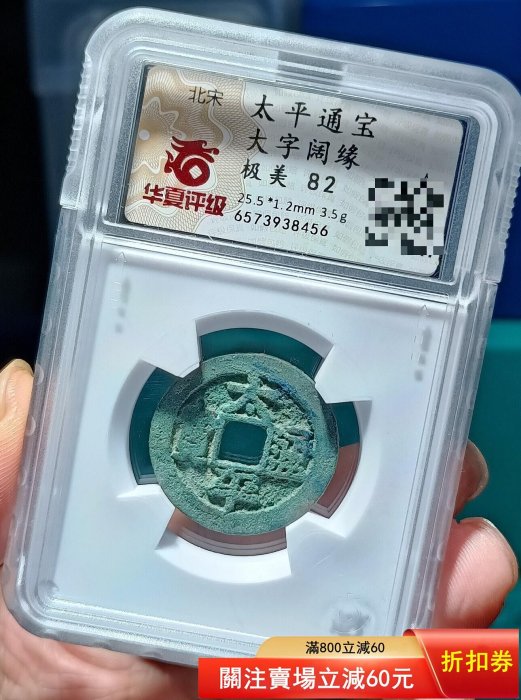 北宋
太平通宝
大字阔缘
极美 82
25.5*1.2mm 3.5g
6573938456
华夏评级
太
平
通
寳
滿800立減60
關注賣場立減60元
折扣券